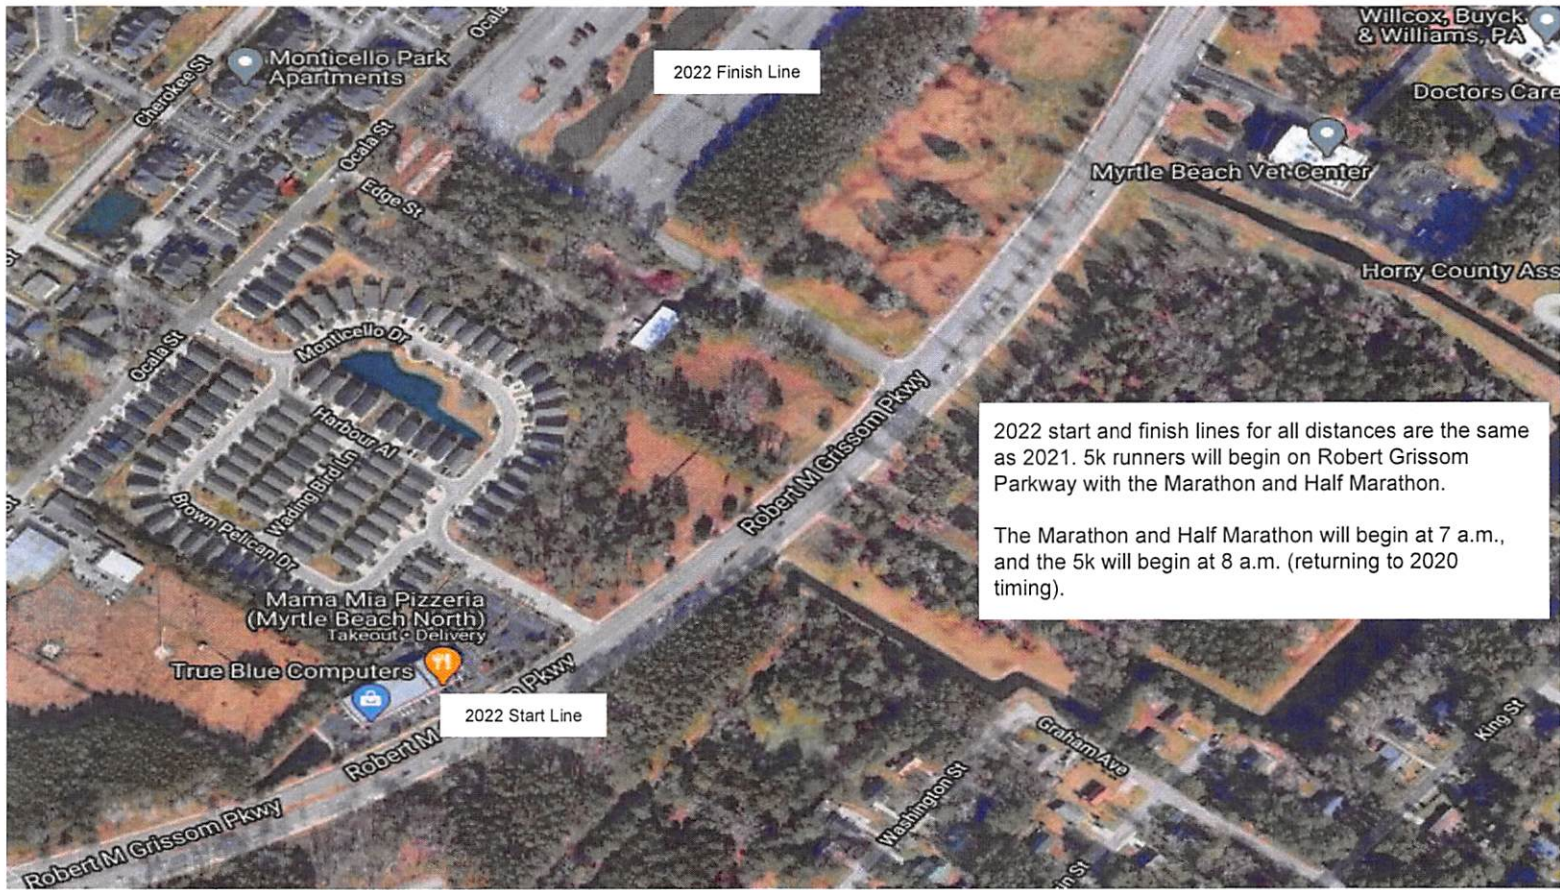 Willcox, Buyck
& Williams, PA
Monticello Park
Apartments
Ocala
2022 Finish Line
Doctors Care
Cherokee St
Ocala St
Myrtle Beach Vet Center
Edge St
St
Horry County Ass
Monticello Dr
Ocala St
Robert M Grissom Pkwy
Harbour Al
2022 start and finish lines for all distances are the same
as 2021. 5k runners will begin on Robert Grissom
Parkway with the Marathon and Half Marathon.
The Marathon and Half Marathon will begin at 7 a.m.,
and the 5k will begin at 8 a.m. (returning to 2020
timing).
Wading Bird Ln
St
Brown Pelican Dr
Mama Mia Pizzeria
(Myrtle Beach North)
Takeout • Delivery
True Blue Computers
m Pkwy
2022 Start Line
Robert M
Graham Ave
King St
Washington St
Robert M Grissom Pkwy
in St